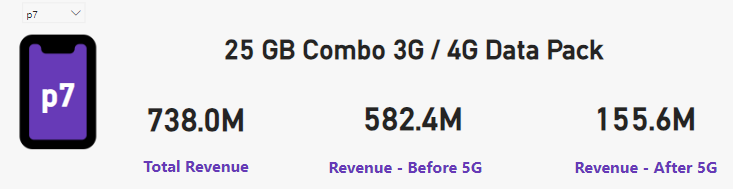 p7
25 GB Combo 3G / 4G Data Pack
p7
738.0M 582.4M 155.6M
Total Revenue Revenue - Before 5G Revenue - After 5G